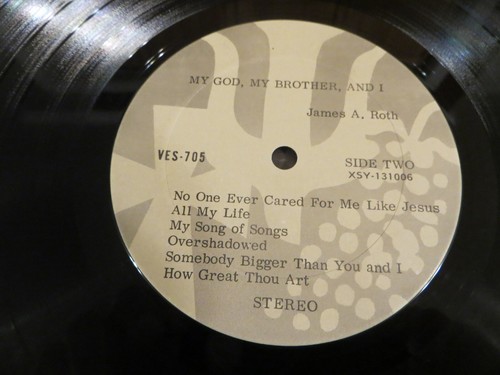 MY GOD, MY BROTHER, AND I
James A. Roth
VES-705
SIDE TWO
XSY-131006
No One Ever Cared For Me Like Jesus
All My Life
My Song of Songs
Overshadowed
Somebody Bigger Than You and I
How Great Thou Art
STEREO